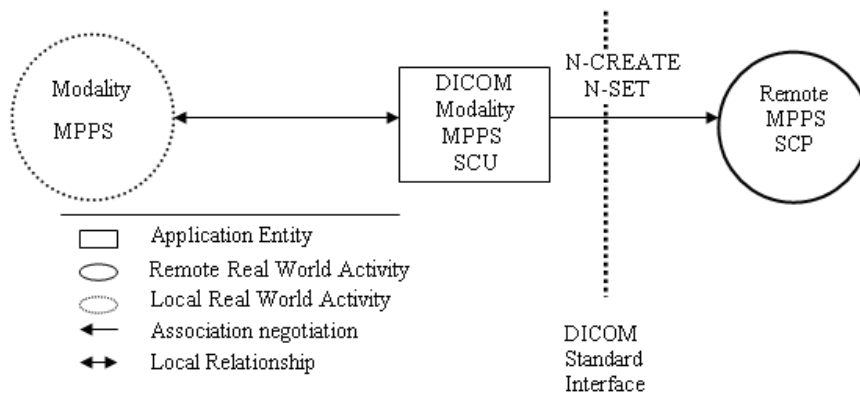 Modality
MPPS
DICOM
Modality
MPPS
SCU
N-CREATE
N-SET
Remote
MPPS
SCP
Application Entity
Remote Real World Activity
Local Real World Activity
Association negotiation
Local Relationship
DICOM
Standard
Interface